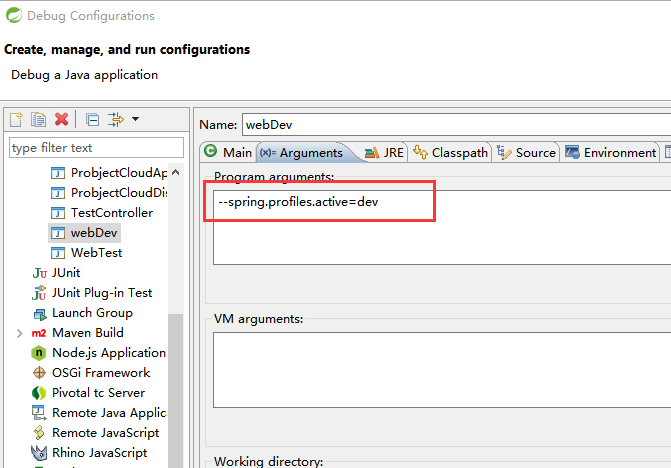 Debug Configurations
Create, manage, and run configurations
Debug a Java application
type filter text
ProbjectCloudAp
ProbjectCloudDis
TestController
webDev
WebTest
JUnit
JUnit Plug-in Test
Launch Group
m2 Maven Build
Node.js Application
OSGi Framework
Pivotal tc Server
Remote Java Applic
Remote JavaScript
Rhino JavaScript
Name: webDev
Main (x)= Arguments JRE Classpath Source Environment
Program arguments:
--spring.profiles.active=dev
VM arguments:
Working directory: